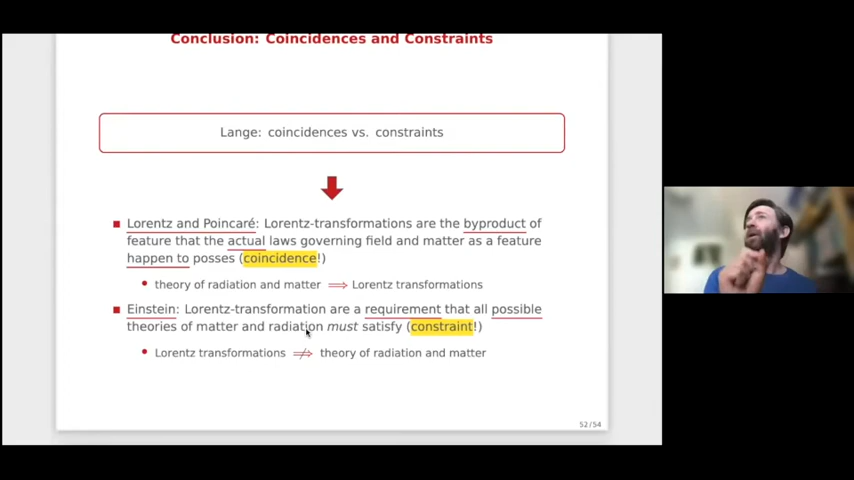 Conclusion: Coincidences and Constraints
Lange: coincidences vs. constraints
Lorentz and Poincaré: Lorentz-transformations are the byproduct of
feature that the actual laws governing field and matter as a feature
happen to posses (coincidence!)
theory of radiation and matter ⟹ Lorentz transformations
Einstein: Lorentz-transformation are a requirement that all possible
theories of matter and radiation must satisfy (constraint!)
Lorentz transformations ⇏ theory of radiation and matter
52/54